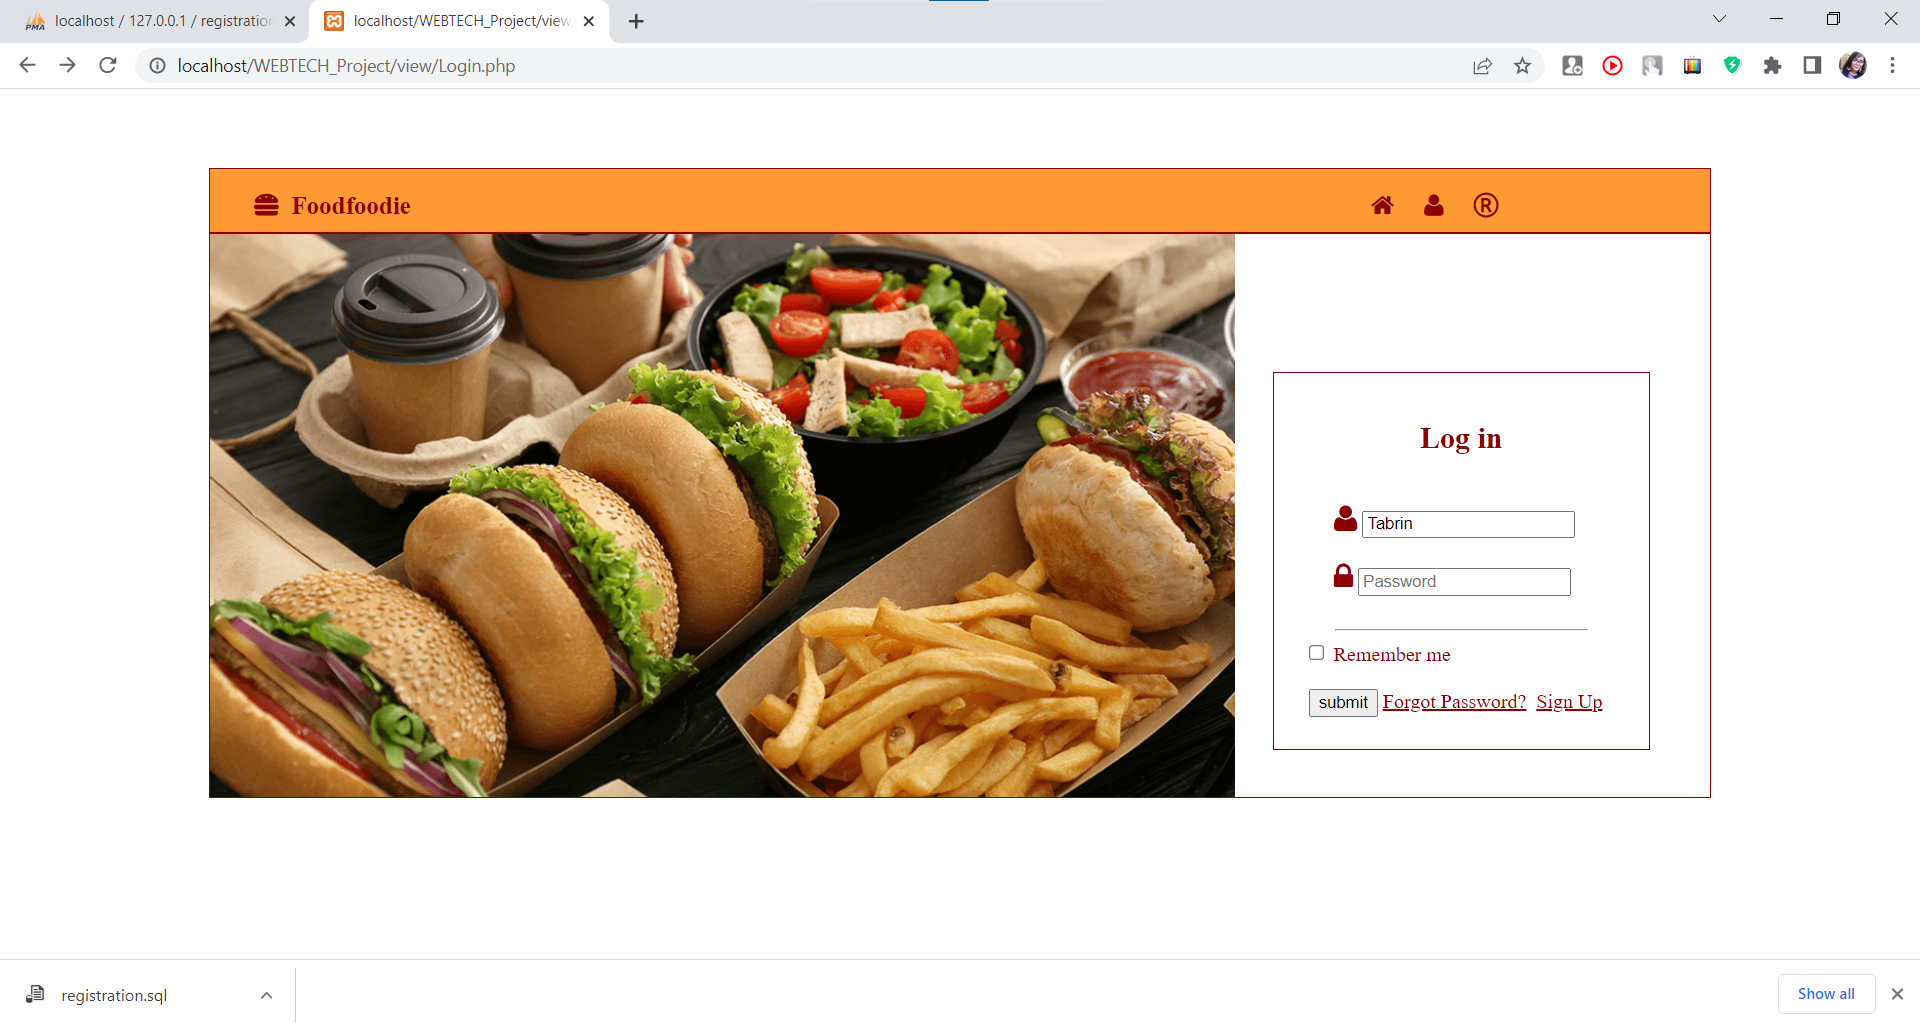 localhost / 127.0.0.1 / registration
localhost/WEBTECH_Project/view
localhost/WEBTECH_Project/view/Login.php
Foodfoodie
®
Log in
Tabrin
Password
Remember me
submit Forgot Password? Sign Up
registration.sql
Show all